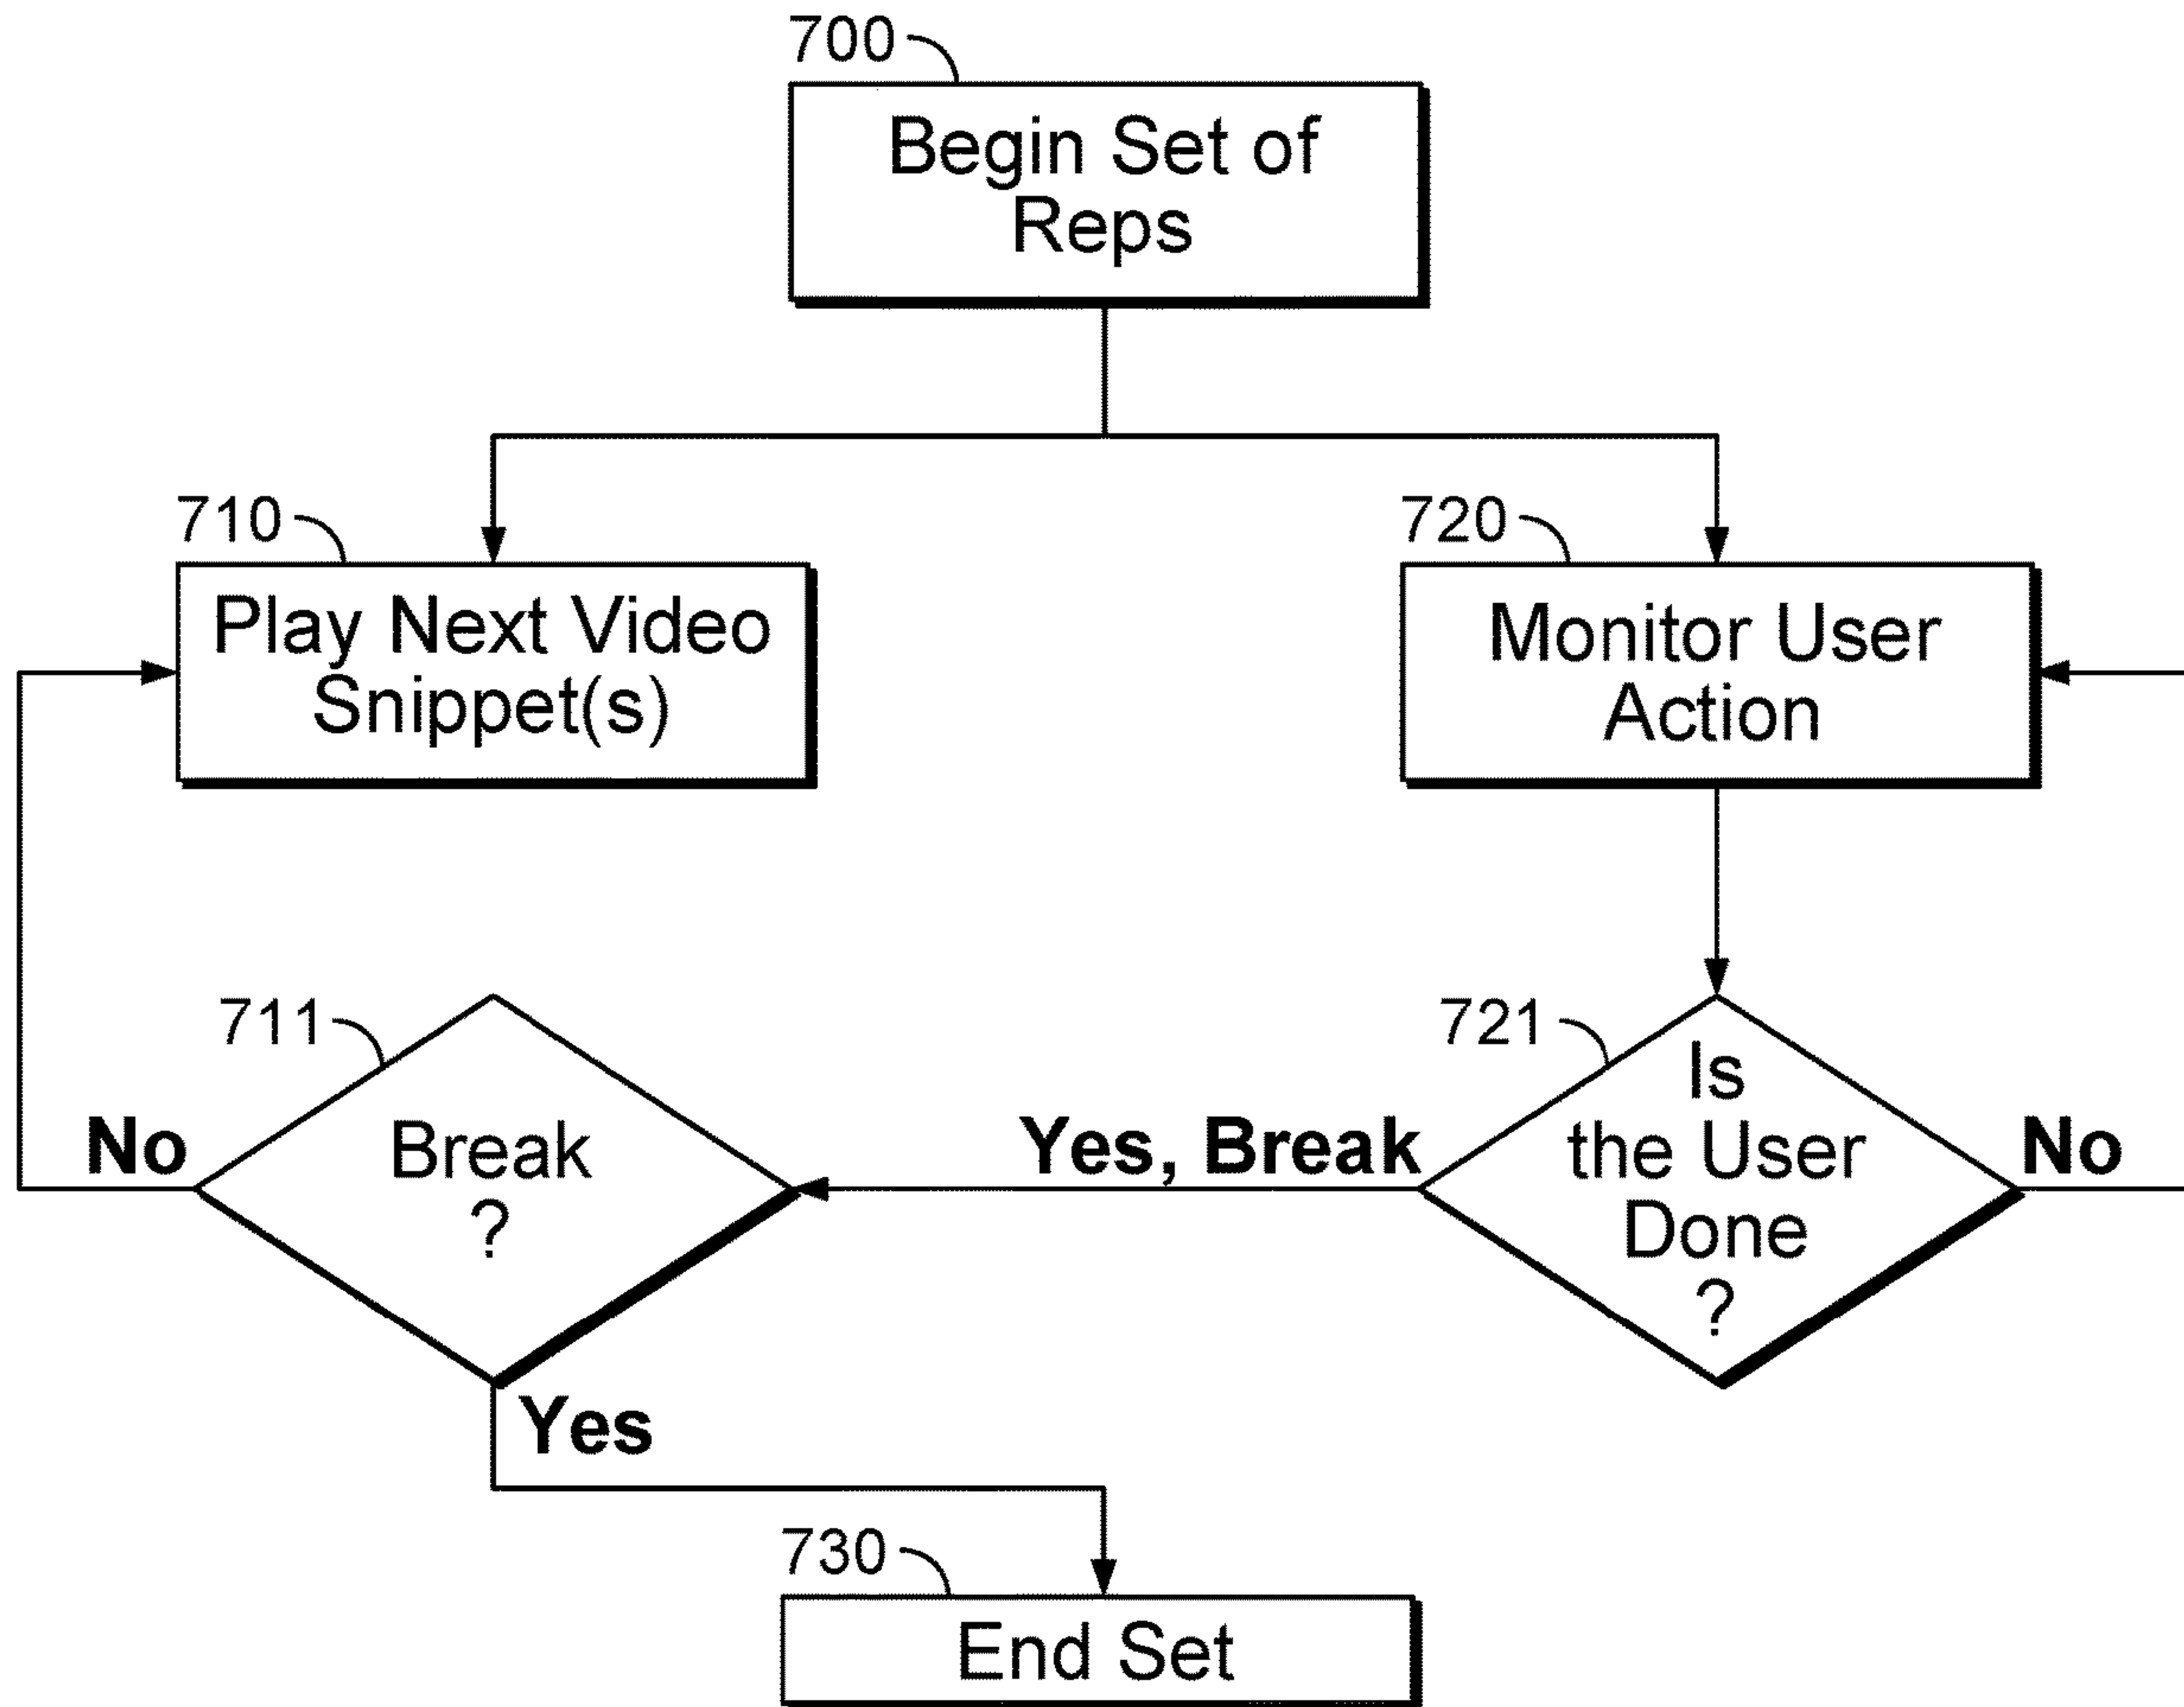 700
Begin Set of
Reps
710
Play Next Video
Snippet(s)
720
Monitor User
Action
711
Break
?
No
Yes
Yes, Break
721
Is
the User
Done
?
No
730
End Set